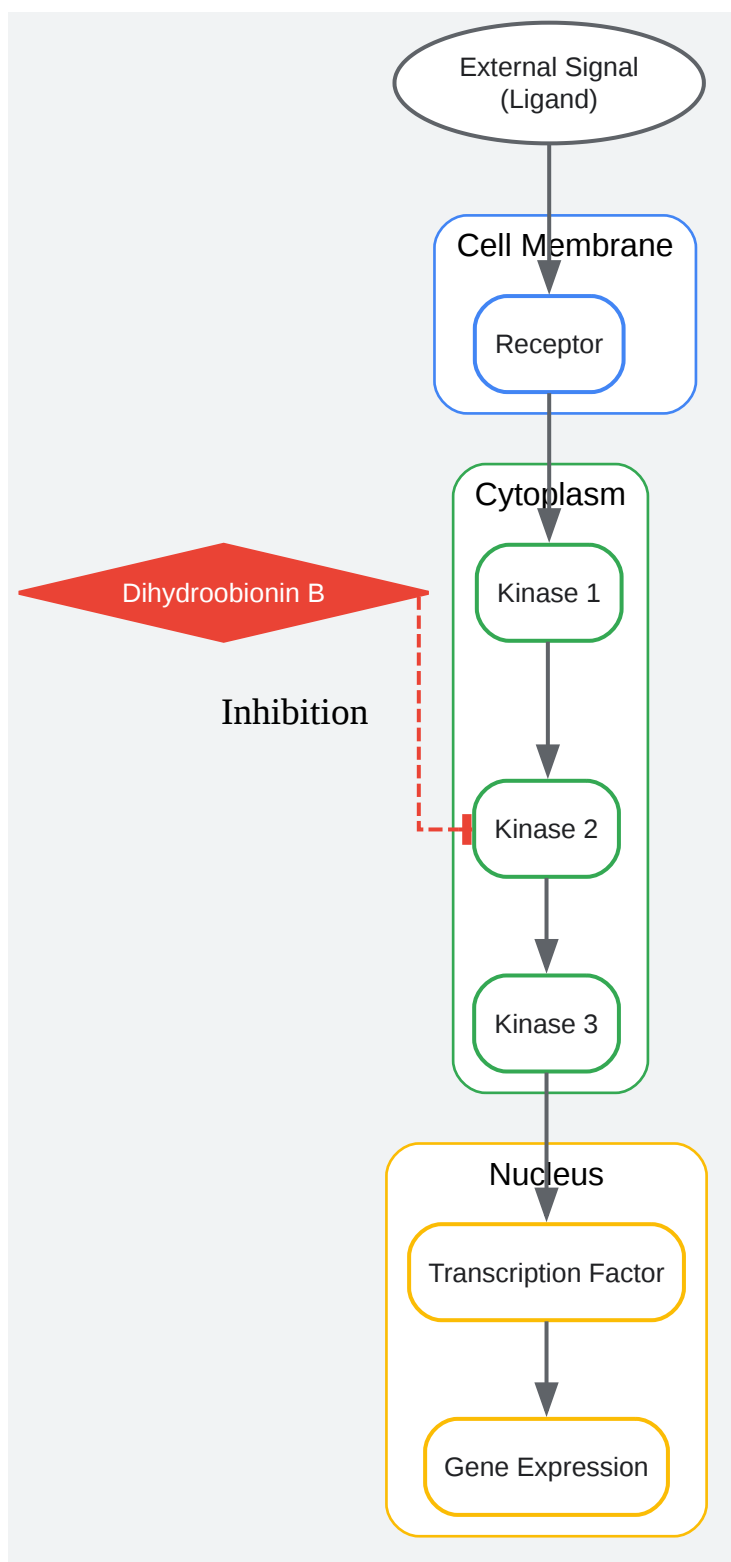 External Signal
(Ligand)
Cell Membrane
Receptor
Cytoplasm
Dihydroobionin B
Kinase 1
Inhibition
Kinase 2
Kinase 3
Nucleus
Transcription Factor
Gene Expression